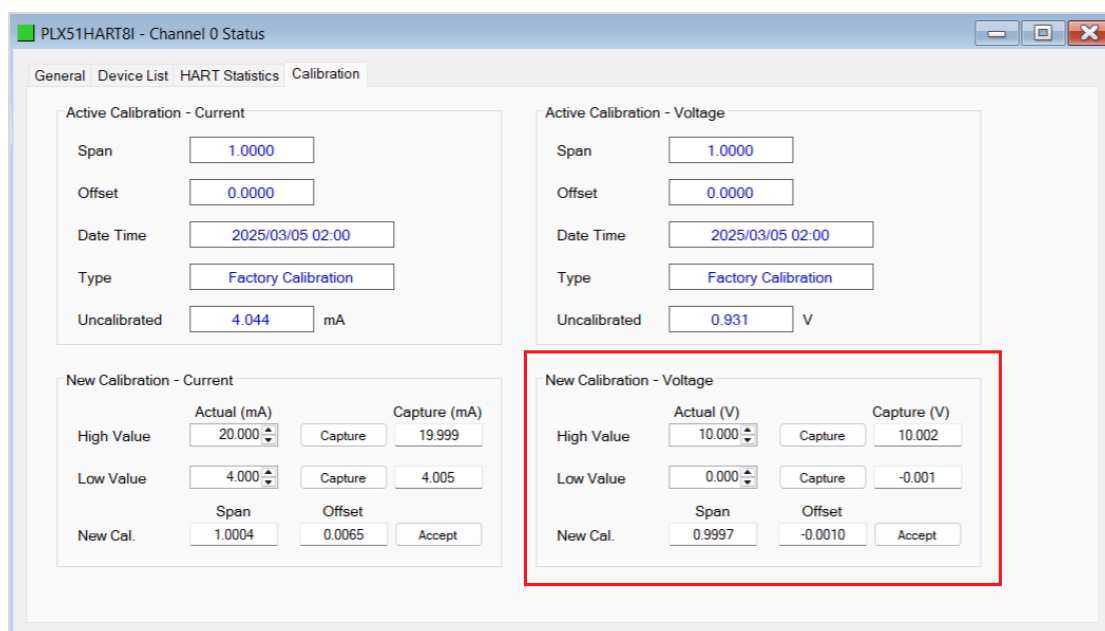 PLX51HART8I - Channel 0 Status
General Device List HART Statistics Calibration
Active Calibration - Current
Span 1.0000
Offset 0.0000
Date Time 2025/03/05 02:00
Type Factory Calibration
Uncalibrated 4.044 mA
Active Calibration - Voltage
Span 1.0000
Offset 0.0000
Date Time 2025/03/05 02:00
Type Factory Calibration
Uncalibrated 0.931 V
New Calibration - Current
Actual (mA) Capture (mA)
High Value 20.000 Capture 19.999
Low Value 4.000 Capture 4.005
Span Offset
New Cal. 1.0004 0.0065 Accept
New Calibration - Voltage
Actual (V) Capture (V)
High Value 10.000 Capture 10.002
Low Value 0.000 Capture -0.001
Span Offset
New Cal. 0.9997 -0.0010 Accept